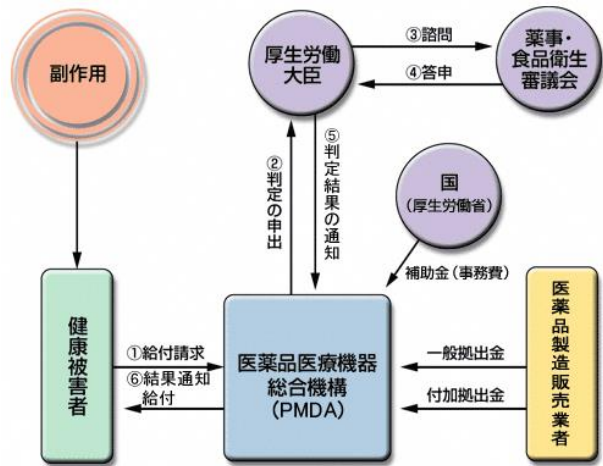 副作用
厚生労働
大臣
③諮問
④答申
薬事・
食品衛生
審議会
②判定の申出
⑤判定結果の通知
国
(厚生労働省)
補助金(事務費)
健康被害者
①給付請求
⑥結果通知
給付
医薬品医療機器
総合機構
(PMDA)
一般拠出金
付加拠出金
医薬品製造販売業者